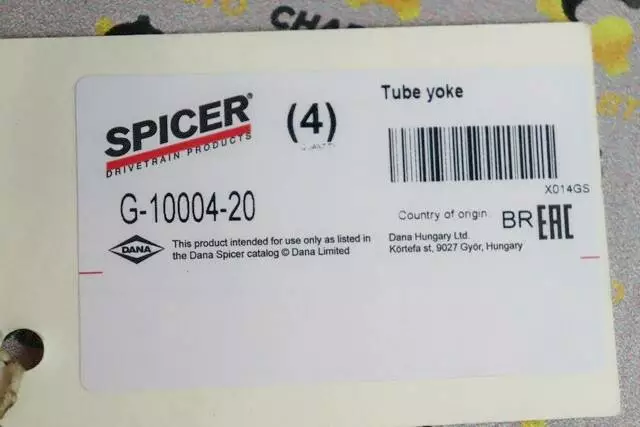 CHA
SPICER®
DRIVETRAIN PRODUCTS
(4)
QUANTITY
Tube yoke
X014GS
G-10004-20
Country of origin BR EAC
DANA
This product intended for use only as listed in
the Dana Spicer catalog © Dana Limited
Dana Hungary Ltd.
Körtefa st, 9027 Győr, Hungary